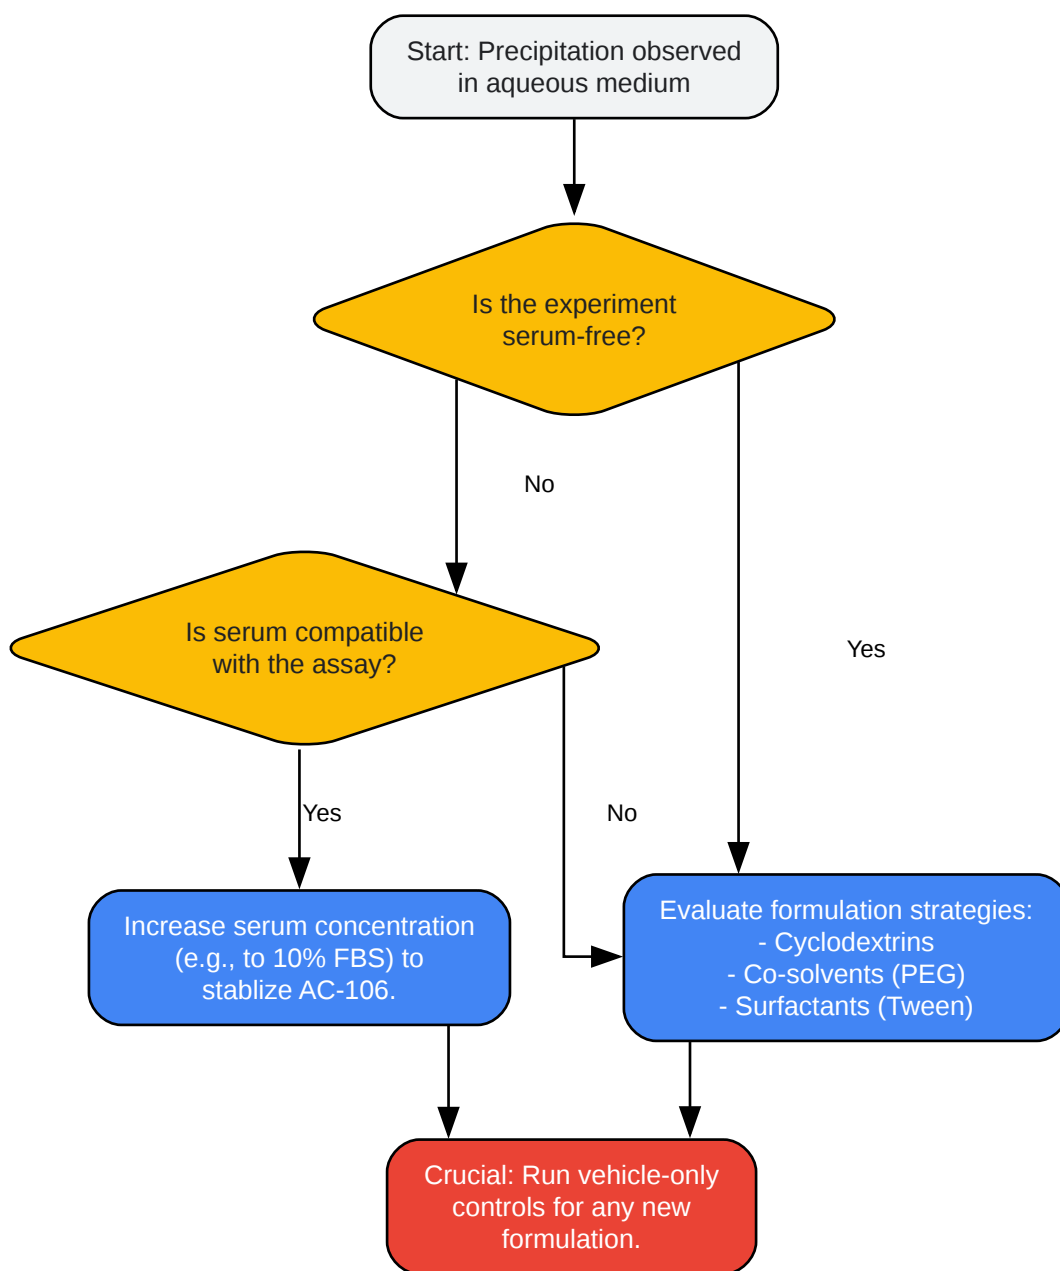 Start: Precipitation observed
in aqueous medium
Is the experiment
serum-free?
No
Is serum compatible
with the assay?
Yes
Yes
No
Increase serum concentration
(e.g., to 10% FBS) to
stablize AC-106.
Evaluate formulation strategies:
- Cyclodextrins
- Co-solvents (PEG)
- Surfactants (Tween)
Crucial: Run vehicle-only
controls for any new
formulation.